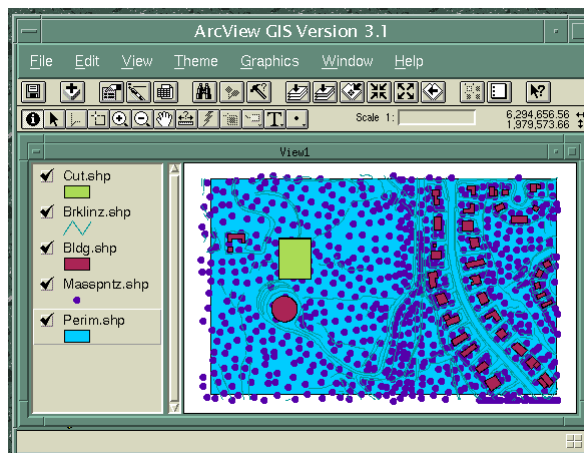 ArcView GIS Version 3.1
File Edit View Theme Graphics Window Help
Scale 1:
6,294,656.56
1,979,573.66
View1
Cut.shp
Brklinz.shp
Bldg.shp
Masspntz.shp
Perim.shp